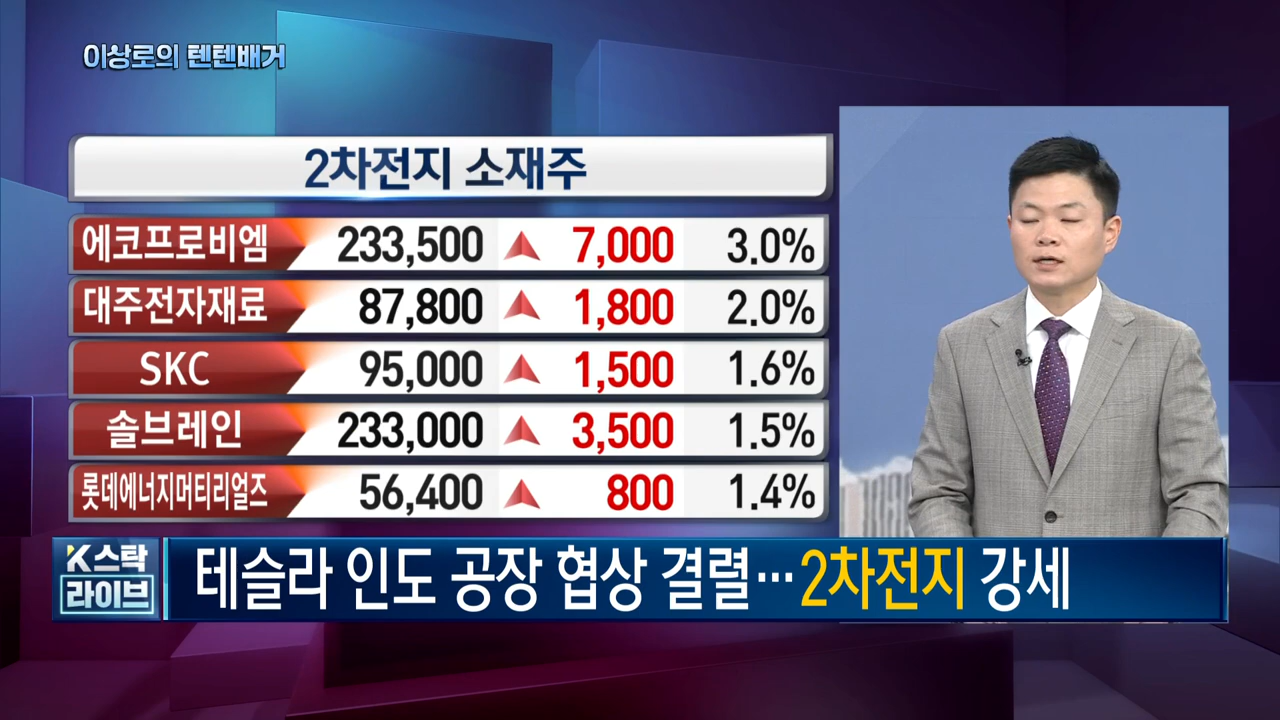 이상로의 텐텐배거
2차전지 소재주
에코프로비엠 233,500 ▲ 7,000 3.0%
대주전자재료 87,800 ▲ 1,800 2.0%
SKC 95,000 ▲ 1,500 1.6%
솔브레인 233,000 ▲ 3,500 1.5%
롯데에너지머티리얼즈 56,400 ▲ 800 1.4%
K스탁
라이브
테슬라 인도 공장 협상 결렬…2차전지 강세